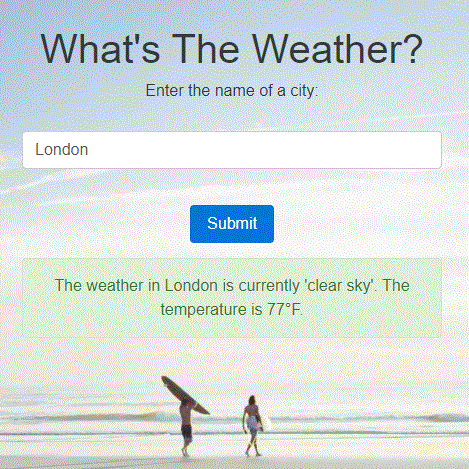 What's The Weather?
Enter the name of a city:
London
Submit
The weather in London is currently 'clear sky'. The
temperature is 77°F.